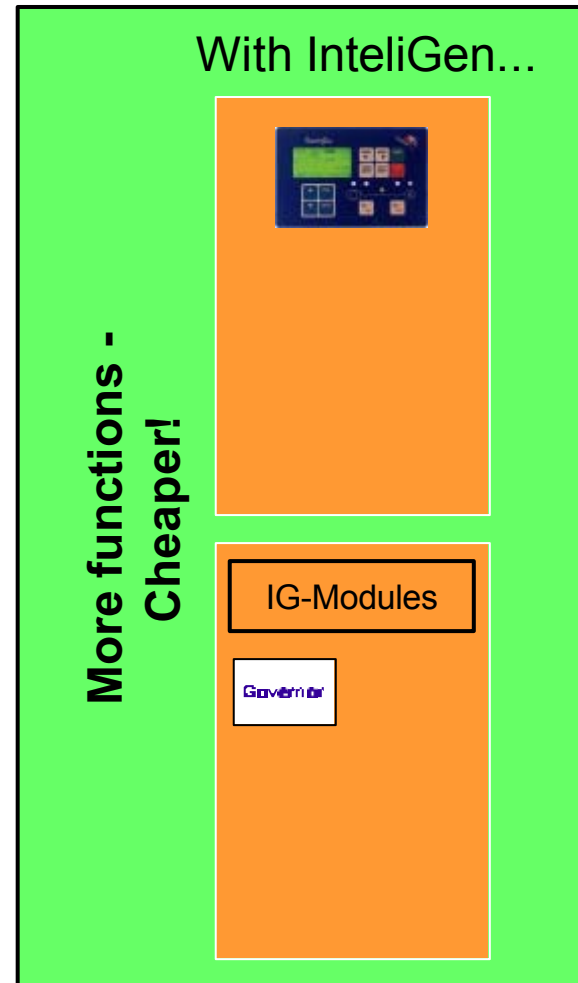 With InteliGen...
More functions -
Cheaper!
IG-Modules
Governor